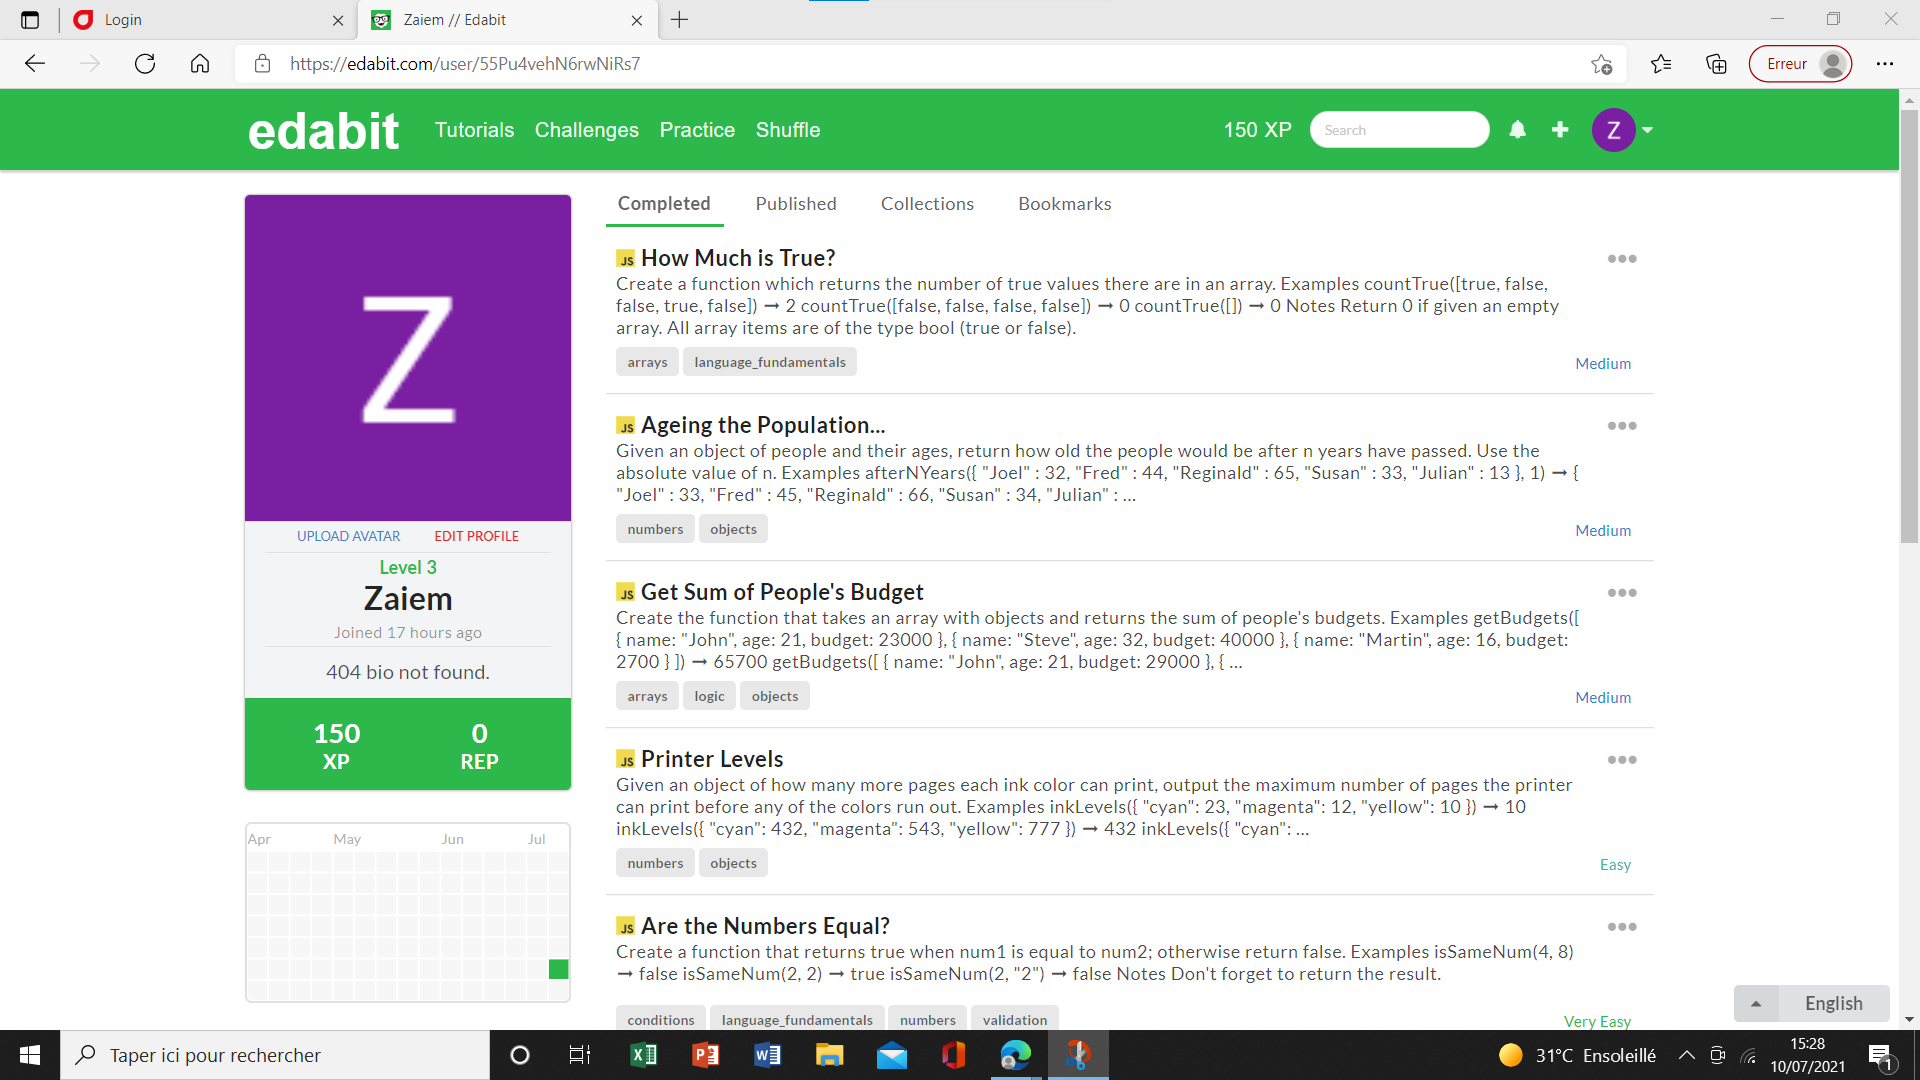 Login
Zaiem // Edabit
https://edabit.com/user/55Pu4vehN6rwNiRs7
Erreur
edabit
Tutorials Challenges Practice Shuffle
150 XP
Search
Z
Z
UPLOAD AVATAR EDIT PROFILE
Level 3
Zaiem
Joined 17 hours ago
404 bio not found.
150 0
XP REP
Apr May Jun Jul
Completed Published Collections Bookmarks
JS How Much is True?
Create a function which returns the number of true values there are in an array. Examples countTrue([true, false,
false, true, false]) ➞ 2 countTrue([false, false, false, false]) ➞ 0 countTrue([]) ➞ 0 Notes Return 0 if given an empty
array. All array items are of the type bool (true or false).
arrays language_fundamentals
Medium
JS Ageing the Population...
Given an object of people and their ages, return how old the people would be after n years have passed. Use the
absolute value of n. Examples afterNYears({ "Joel" : 32, "Fred" : 44, "Reginald" : 65, "Susan" : 33, "Julian" : 13 }, 1) ➞ {
"Joel" : 33, "Fred" : 45, "Reginald" : 66, "Susan" : 34, "Julian" : ...
numbers objects
Medium
JS Get Sum of People's Budget
Create the function that takes an array with objects and returns the sum of people's budgets. Examples getBudgets([
{ name: "John", age: 21, budget: 23000 }, { name: "Steve", age: 32, budget: 40000 }, { name: "Martin", age: 16, budget:
2700 } ]) ➞ 65700 getBudgets([ { name: "John", age: 21, budget: 29000 }, { ...
arrays logic objects
Medium
JS Printer Levels
Given an object of how many more pages each ink color can print, output the maximum number of pages the printer
can print before any of the colors run out. Examples inkLevels({ "cyan": 23, "magenta": 12, "yellow": 10 }) ➞ 10
inkLevels({ "cyan": 432, "magenta": 543, "yellow": 777 }) ➞ 432 inkLevels({ "cyan": ...
numbers objects
Easy
JS Are the Numbers Equal?
Create a function that returns true when num1 is equal to num2; otherwise return false. Examples isSameNum(4, 8)
➞ false isSameNum(2, 2) ➞ true isSameNum(2, "2") ➞ false Notes Don't forget to return the result.
conditions language_fundamentals numbers validation
Very Easy
English
Taper ici pour rechercher
31°C Ensoleillé
15:28
10/07/2021
1